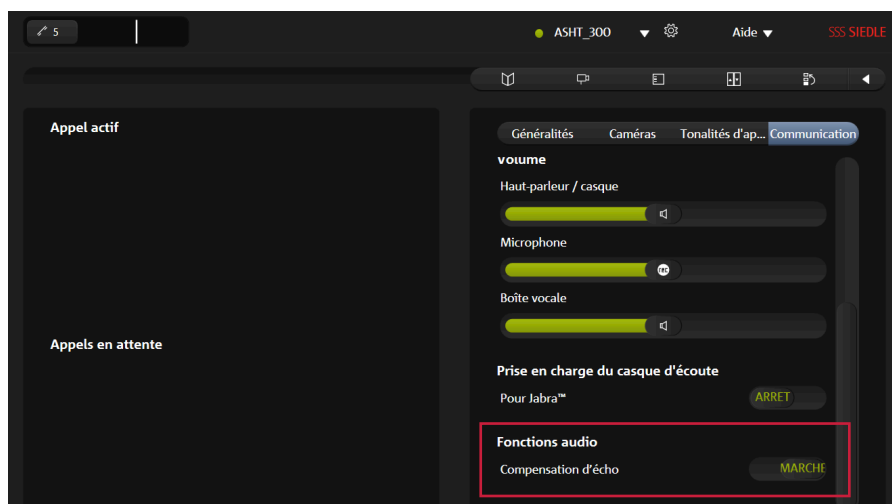 5
ASHT_300
Aide
SSS SIEDLE
Appel actif
Généralités Caméras Tonalités d'ap... Communication
Volume
Haut-parleur / casque
Microphone
rec
Boîte vocale
Appels en attente
Prise en charge du casque d'écoute
Pour Jabra™ ARRET
Fonctions audio
Compensation d'écho MARCHE